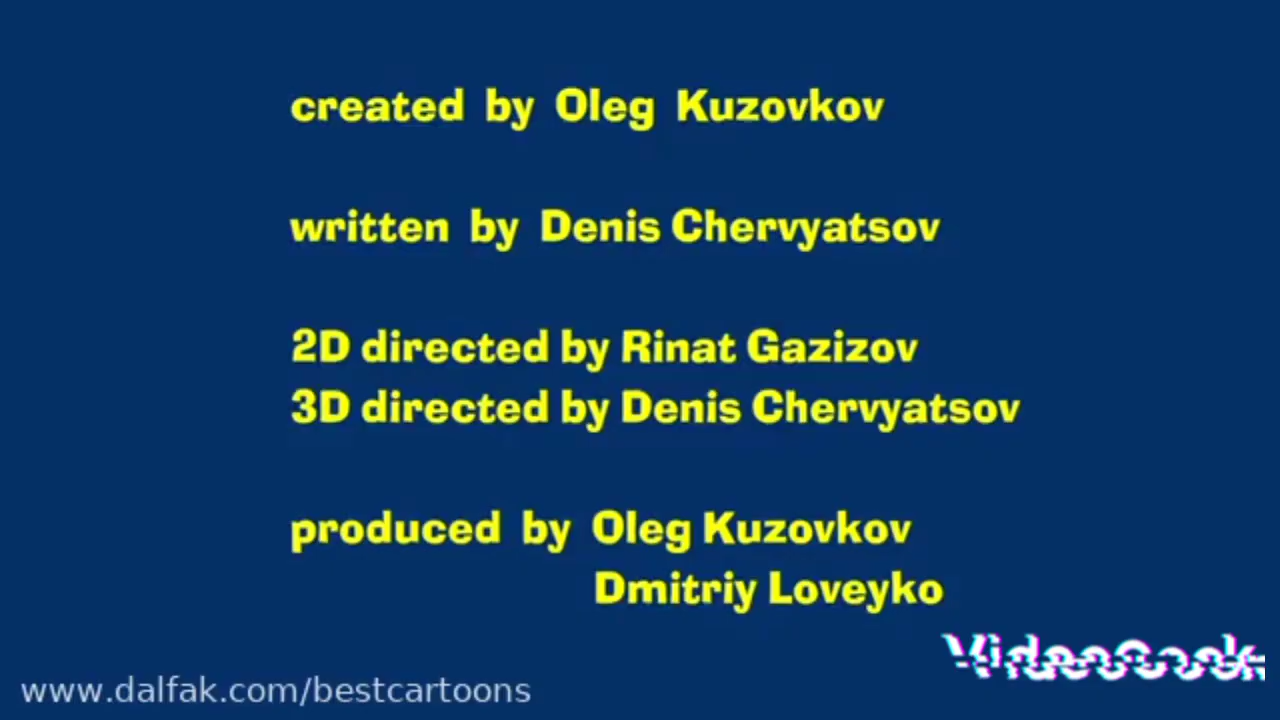 created by Oleg Kuzovkov
written by Denis Chervyatsov
2D directed by Rinat Gazizov
3D directed by Denis Chervyatsov
produced by Oleg Kuzovkov
Dmitriy Loveyko
www.dalfak.com/bestcartoons